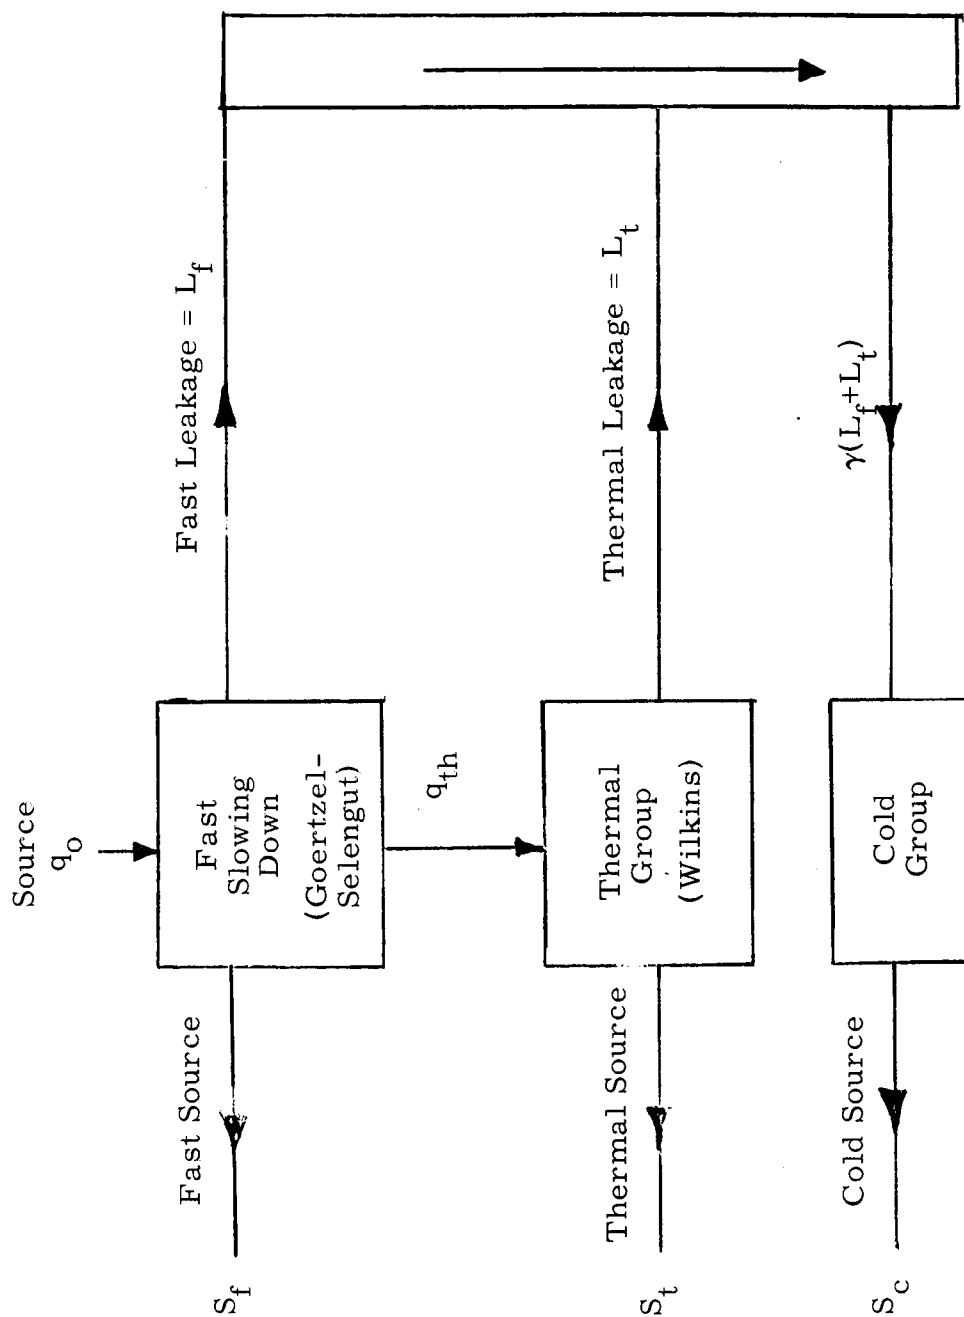 Source
q_o
Fast Leakage = L_f
Fast
Slowing
Down
(Goertzel-
Selengut)
Fast Source
S_f
q_th
Thermal Leakage = L_t
Thermal
Group
(Wilkins)
Thermal Source
S_t
γ(L_f+L_t)
Cold
Group
Cold Source
S_c